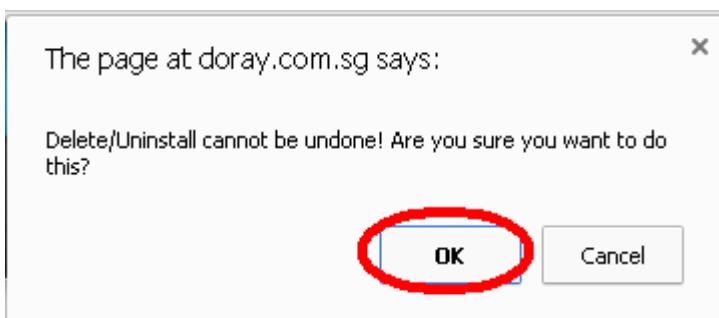 The page at doray.com.sg says:
Delete/Uninstall cannot be undone! Are you sure you want to do
this?
OK
Cancel